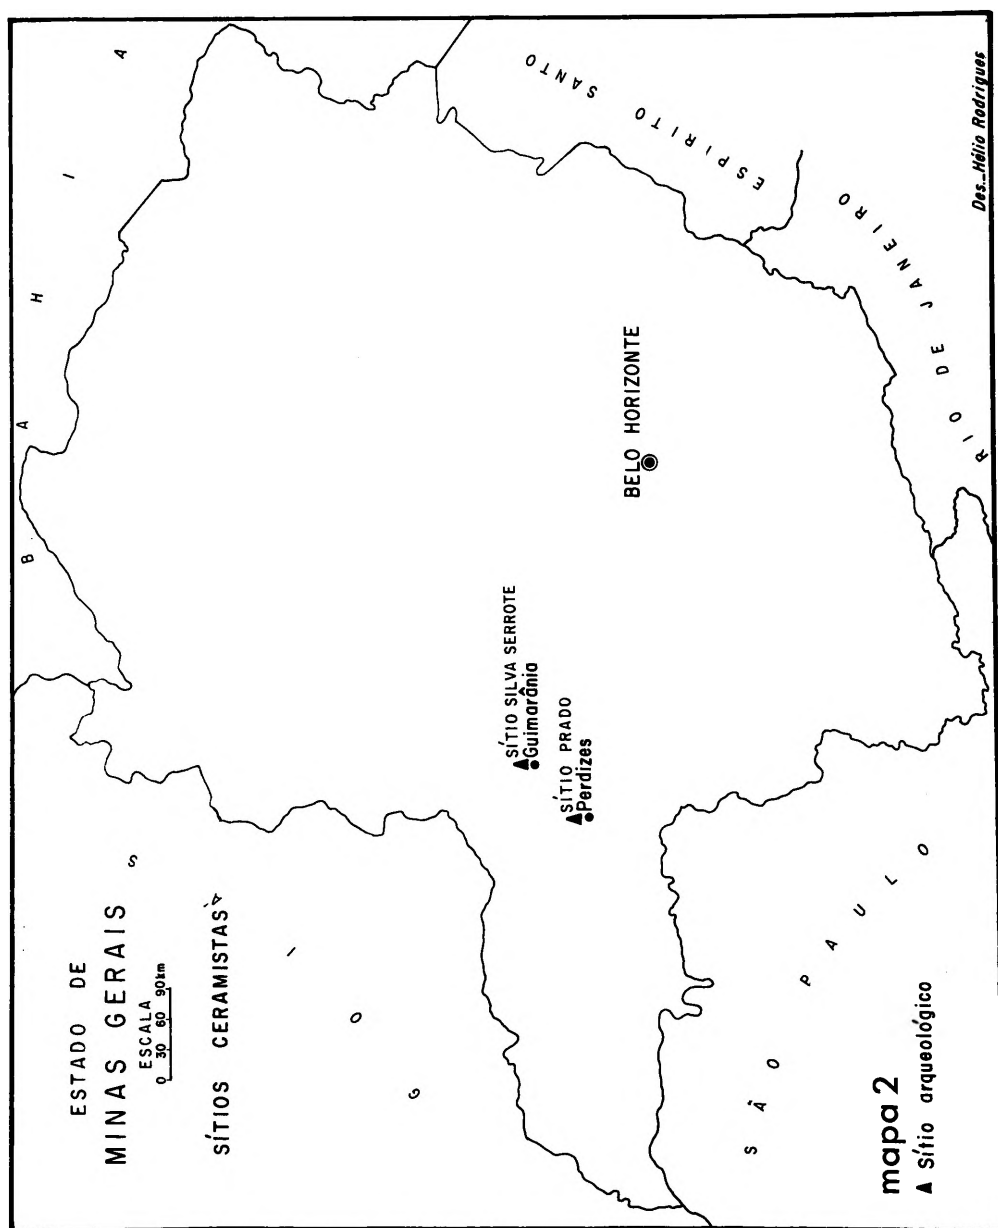 ESTADO DE
MINAS GERAIS
ESCALA
0 30 60 90km
SÍTIOS CERAMISTAS
BAHIA
GOIÁS
ESPIRITO SANTO
RIO DE JANEIRO
SÃO PAULO
BELO HORIZONTE
SÍTIO SILVA SERROTE
Guimarânia
SÍTIO PRADO
Perdizes
mapa 2
▲ Sítio arqueológico
Des._Hélio Rodrigues